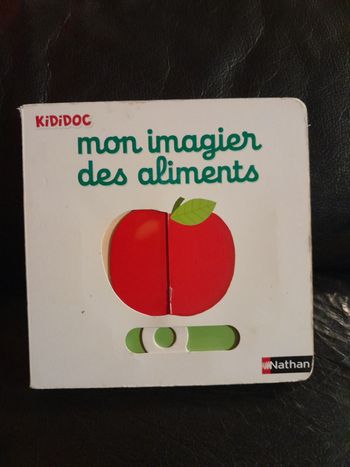 KiDiDOC
mon imagier
des aliments
Nathan